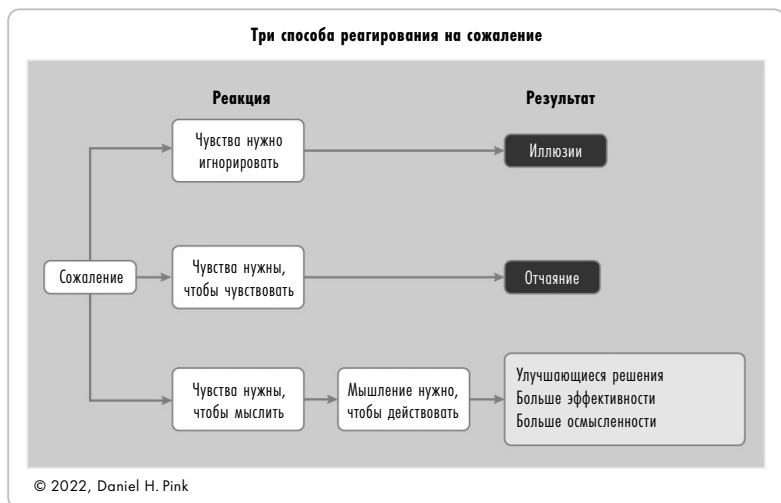 Три способа реагирования на сожаление
Реакция
Результат
Чувства нужно
игнорировать
Иллюзии
Сожаление
Чувства нужны,
чтобы чувствовать
Отчаяние
Чувства нужны,
чтобы мыслить
Мышление нужно,
чтобы действовать
Улучшающиеся решения
Больше эффективности
Больше осмысленности
© 2022, Daniel H. Pink